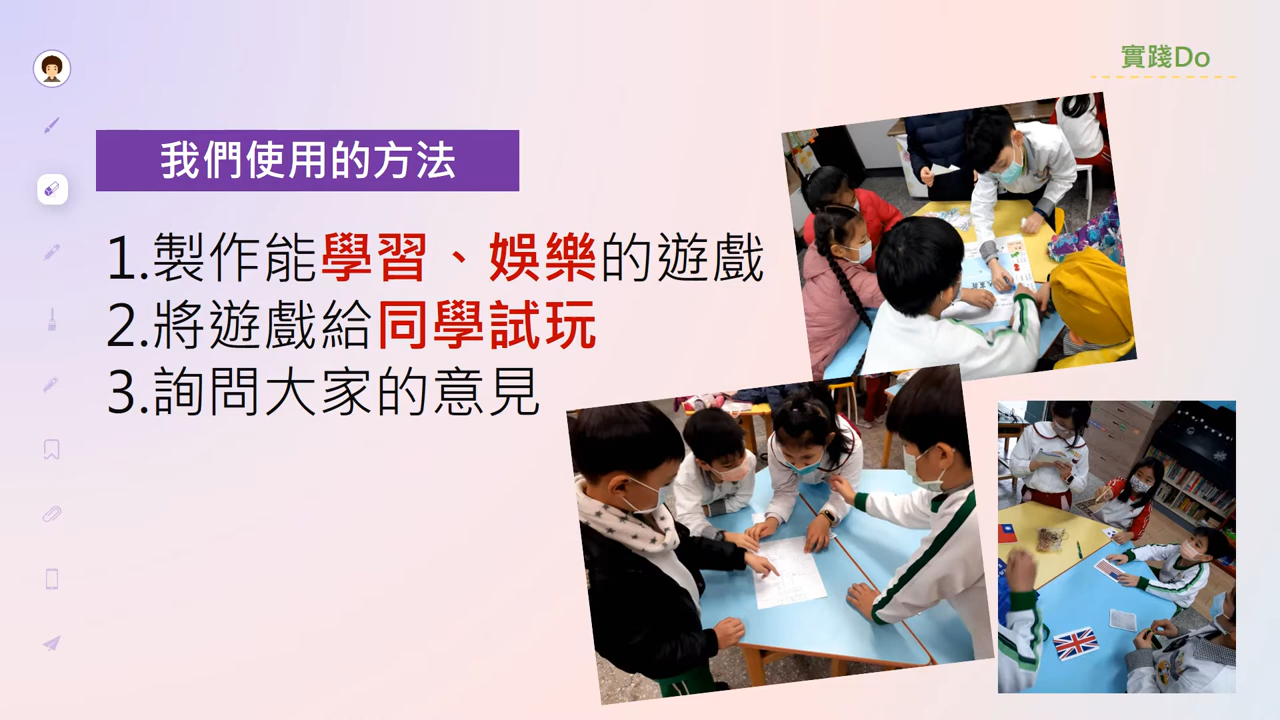 實踐Do
我們使用的方法
1.製作能學習、娛樂的遊戲
2.將遊戲給同學試玩
3.詢問大家的意見